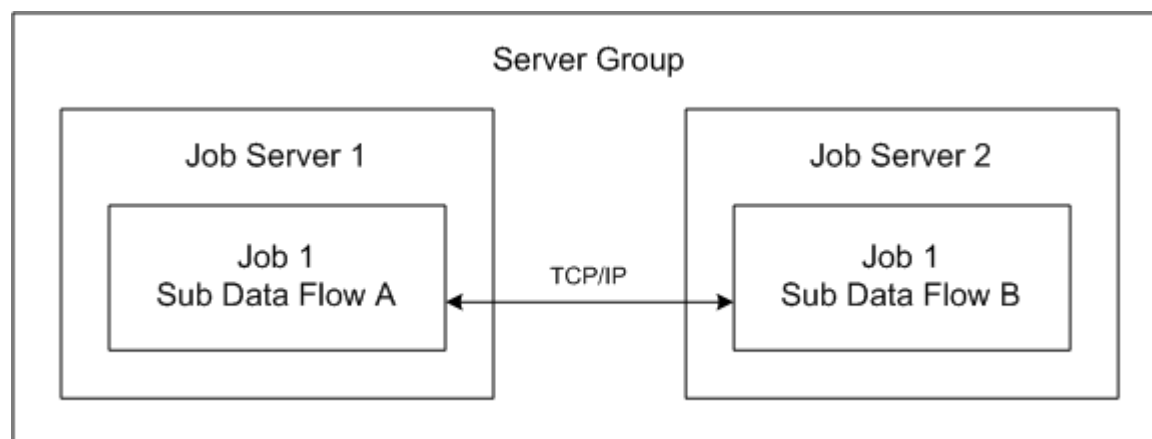 Server Group
Job Server 1
Job Server 2
Job 1
Sub Data Flow A
TCP/IP
Job 1
Sub Data Flow B